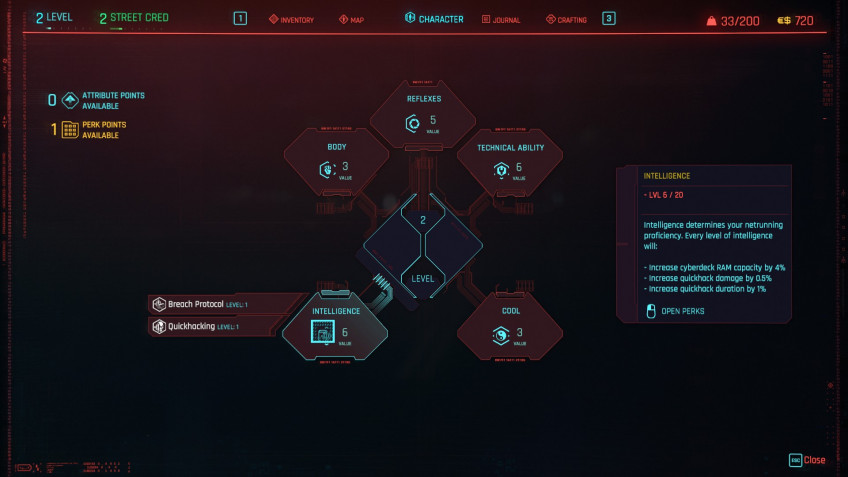 2 LEVEL
2 STREET CRED
1
INVENTORY
MAP
CHARACTER
JOURNAL
CRAFTING
3
33/200
€$ 720
0 ATTRIBUTE POINTS
AVAILABLE
1 PERK POINTS
AVAILABLE
REFLEXES
5
VALUE
BODY
3
VALUE
TECHNICAL ABILITY
6
VALUE
2
LEVEL
Breach Protocol LEVEL: 1
Quickhacking LEVEL: 1
INTELLIGENCE
6
VALUE
COOL
3
VALUE
INTELLIGENCE
- LVL 6 / 20
Intelligence determines your netrunning
proficiency. Every level of intelligence
will:
- Increase cyberdeck RAM capacity by 4%
- Increase quickhack damage by 0.5%
- Increase quickhack duration by 1%
OPEN PERKS
ESC Close